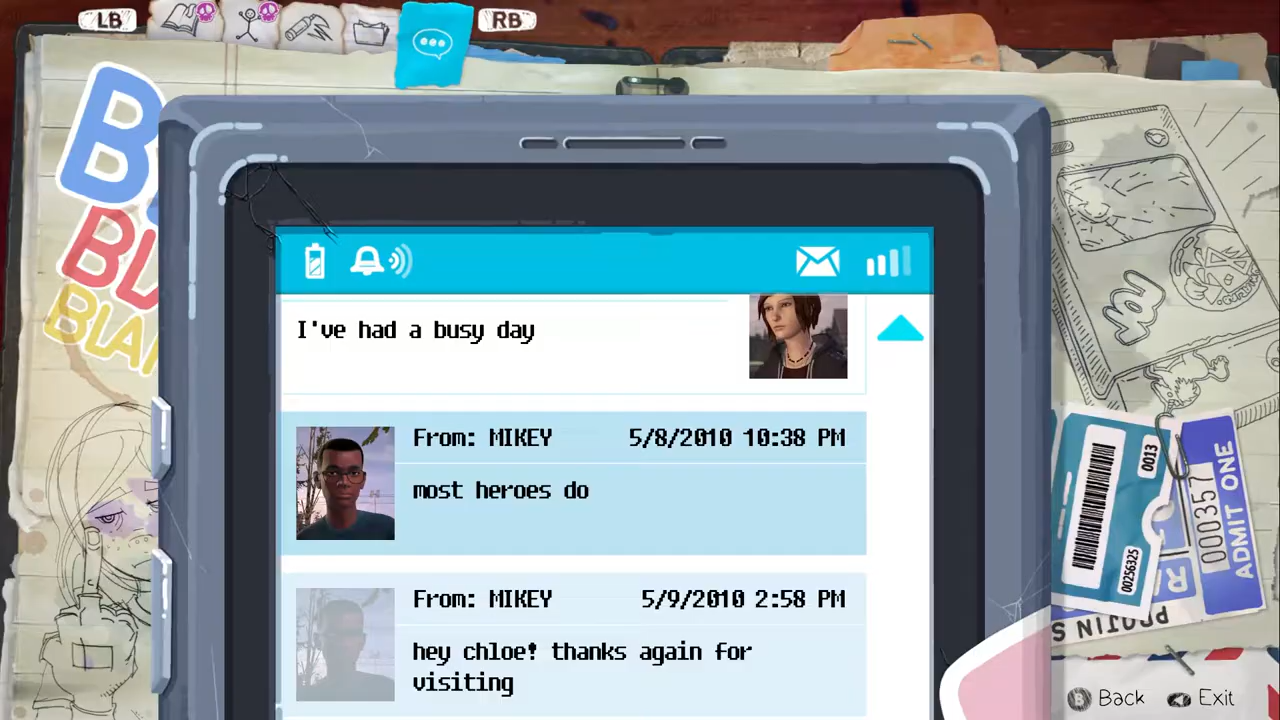 LB
RB
I've had a busy day
From: MIKEY 5/8/2010 10:38 PM
most heroes do
From: MIKEY 5/9/2010 2:58 PM
hey chloe! thanks again for
visiting
0013
00256325
000357
ADMIT ONE
Back
Exit